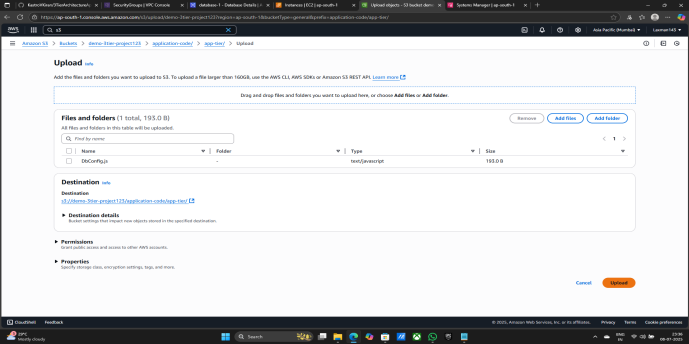 KastroVKiran/3TierArchitecture/a
SecurityGroups | VPC Console
database-1 - Database Details | A
Instances | EC2 | ap-south-1
Upload objects - S3 bucket dem
Systems Manager | ap-south-1
https://ap-south-1.console.aws.amazon.com/s3/upload/demo-3tier-project123?region=ap-south-1&bucketType=general&prefix=application-code/app-tier/
aws
s3
Asia Pacific (Mumbai)
Laxman143
Amazon S3 > Buckets > demo-3tier-project123 > application-code/ > app-tier/ > Upload
Upload Info
Add the files and folders you want to upload to S3. To upload a file larger than 160GB, use the AWS CLI, AWS SDKs or Amazon S3 REST API. Learn more
Drag and drop files and folders you want to upload here, or choose Add files or Add folder.
Files and folders (1 total, 193.0 B)
Remove
Add files
Add folder
All files and folders in this table will be uploaded.
Find by name
1
Name
Folder
Type
Size
DbConfig.js
-
text/javascript
193.0 B
Destination Info
Destination
s3://demo-3tier-project123/application-code/app-tier/
Destination details
Bucket settings that impact new objects stored in the specified destination.
Permissions
Grant public access and access to other AWS accounts.
Properties
Specify storage class, encryption settings, tags, and more.
Cancel
Upload
CloudShell
Feedback
© 2025, Amazon Web Services, Inc. or its affiliates.
Privacy
Terms
Cookie preferences
Mostly cloudy
Search
ENG
IN
23:38
08-07-2025